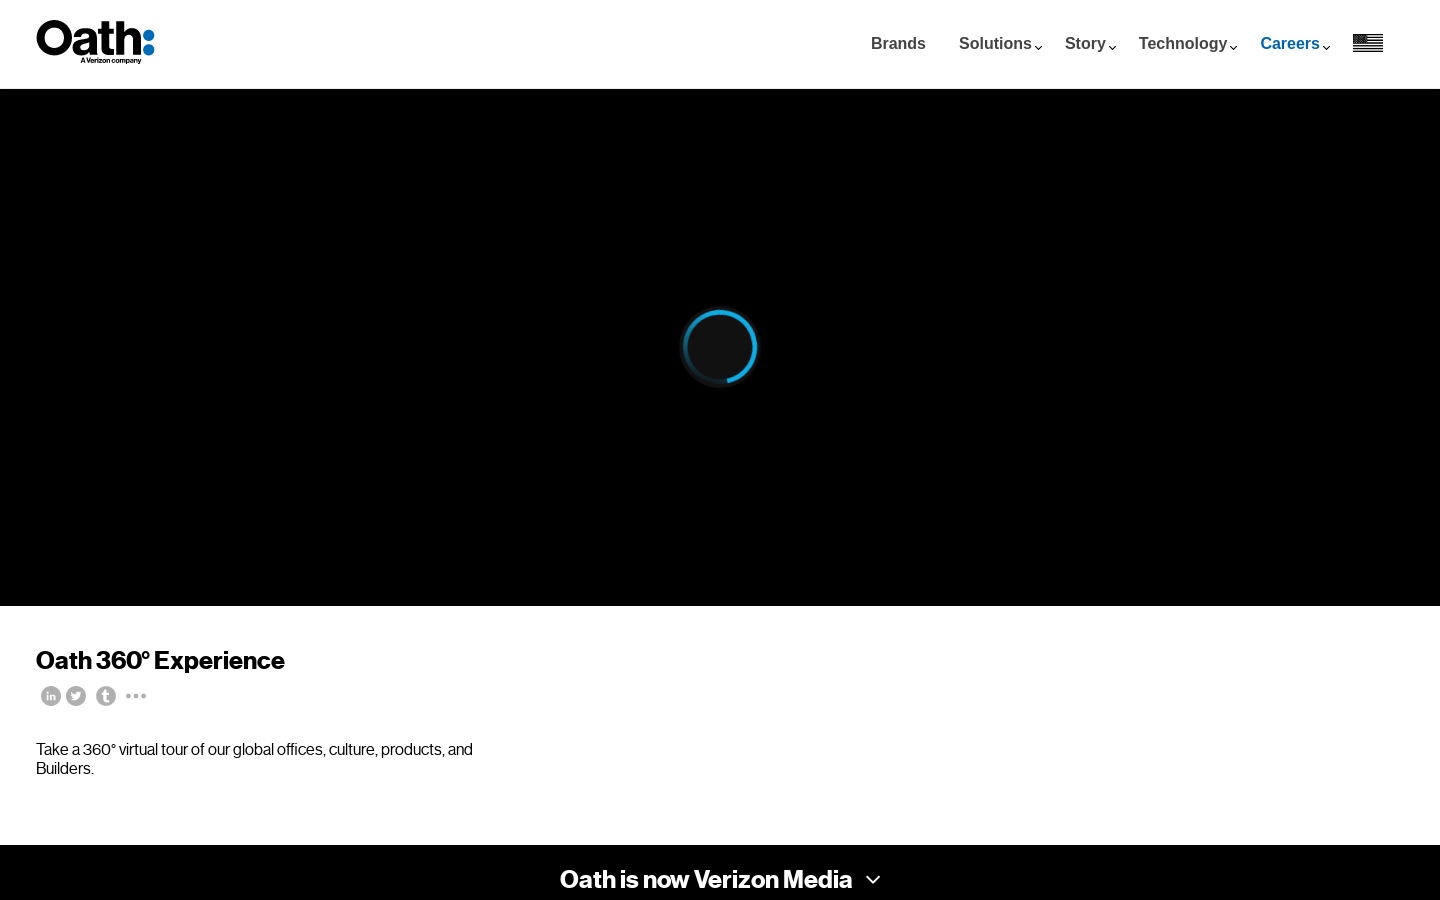 Oath:
A Verizon company
Brands
Solutions
Story
Technology
Careers
Oath 360° Experience
Take a 360° virtual tour of our global offices, culture, products, and
Builders.
Oath is now Verizon Media